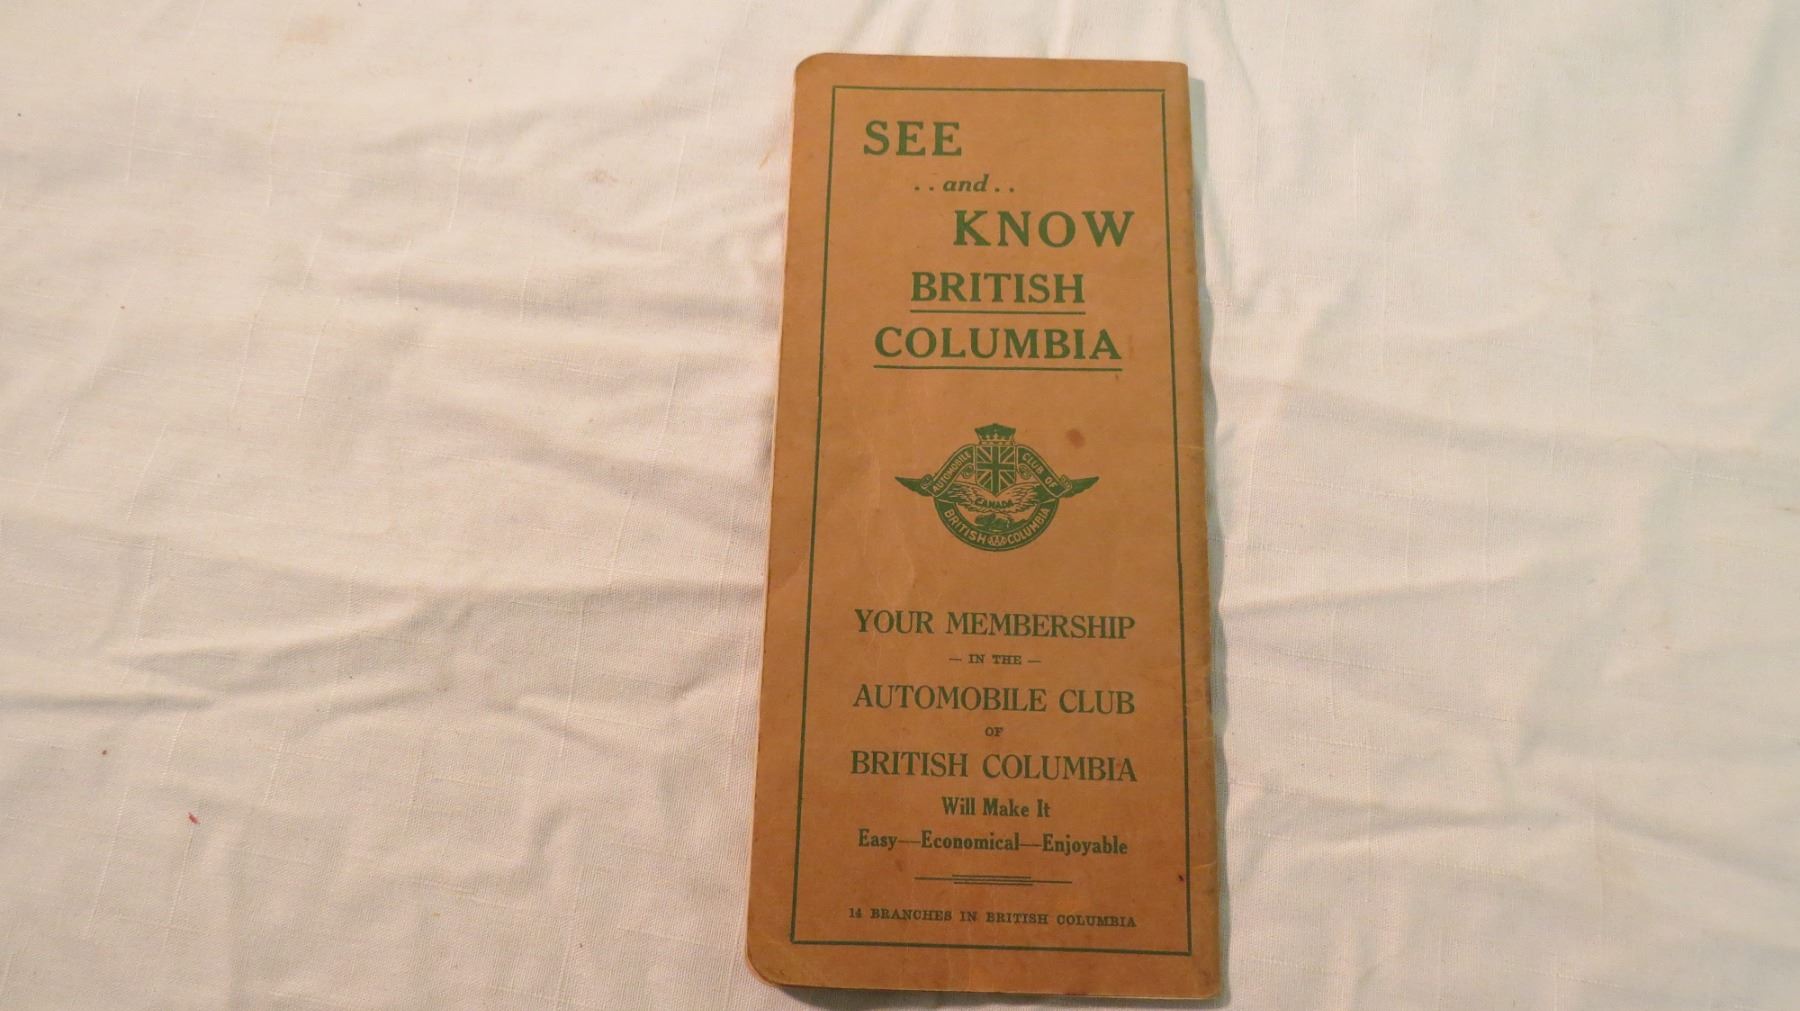 SEE
..and..
KNOW
BRITISH
COLUMBIA
AUTOMOBILE CLUB OF
CANADA
BRITISH AAA COLUMBIA
YOUR MEMBERSHIP
— IN THE —
AUTOMOBILE CLUB
OF
BRITISH COLUMBIA
Will Make It
Easy—Economical—Enjoyable
14 BRANCHES IN BRITISH COLUMBIA